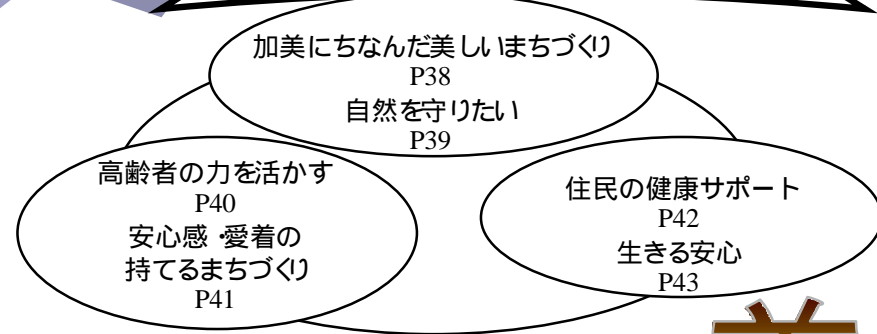 加美にちなんだ美しいまちづくり
P38
自然を守りたい
P39
高齢者の力を活かす
P40
安心感・愛着の
持てるまちづくり
P41
住民の健康サポート
P42
生きる安心
P43